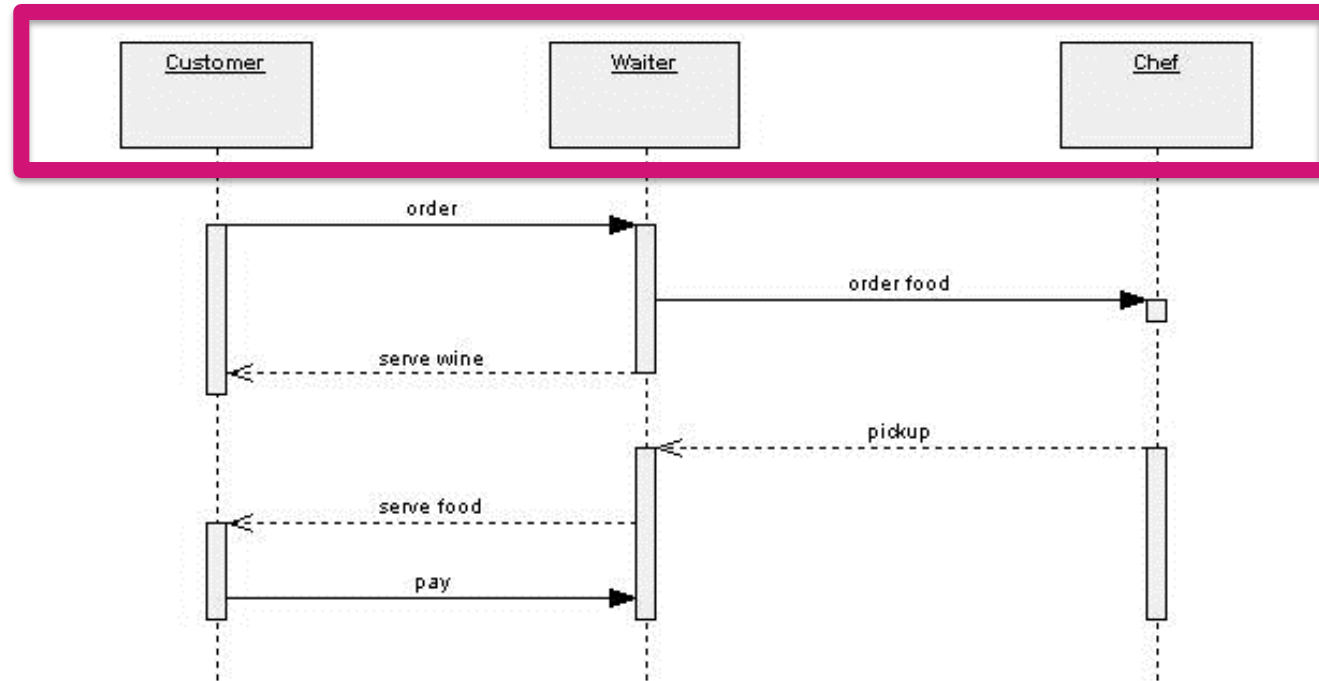 Customer
Waiter
Chef
order
order food
serve wine
pickup
serve food
pay